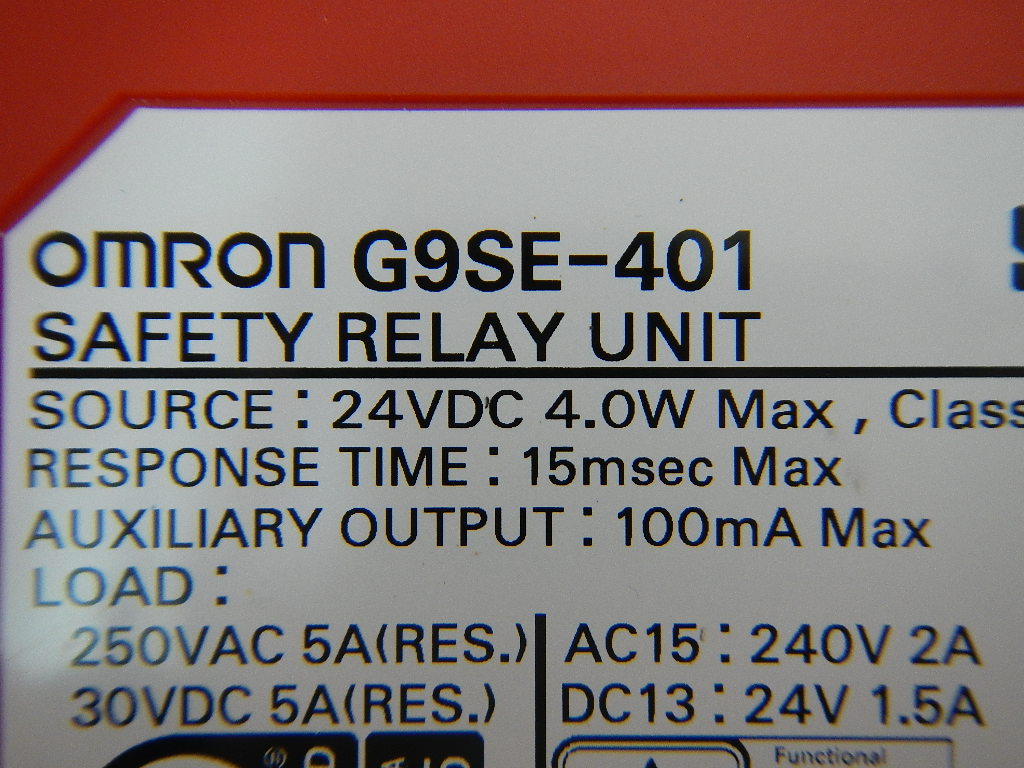 OMRON G9SE-401
SAFETY RELAY UNIT
SOURCE : 24VDC 4.0W Max , Class
RESPONSE TIME : 15msec Max
AUXILIARY OUTPUT : 100mA Max
LOAD :
250VAC 5A(RES.) AC15 : 240V 2A
30VDC 5A(RES.) DC13 : 24V 1.5A
Functional